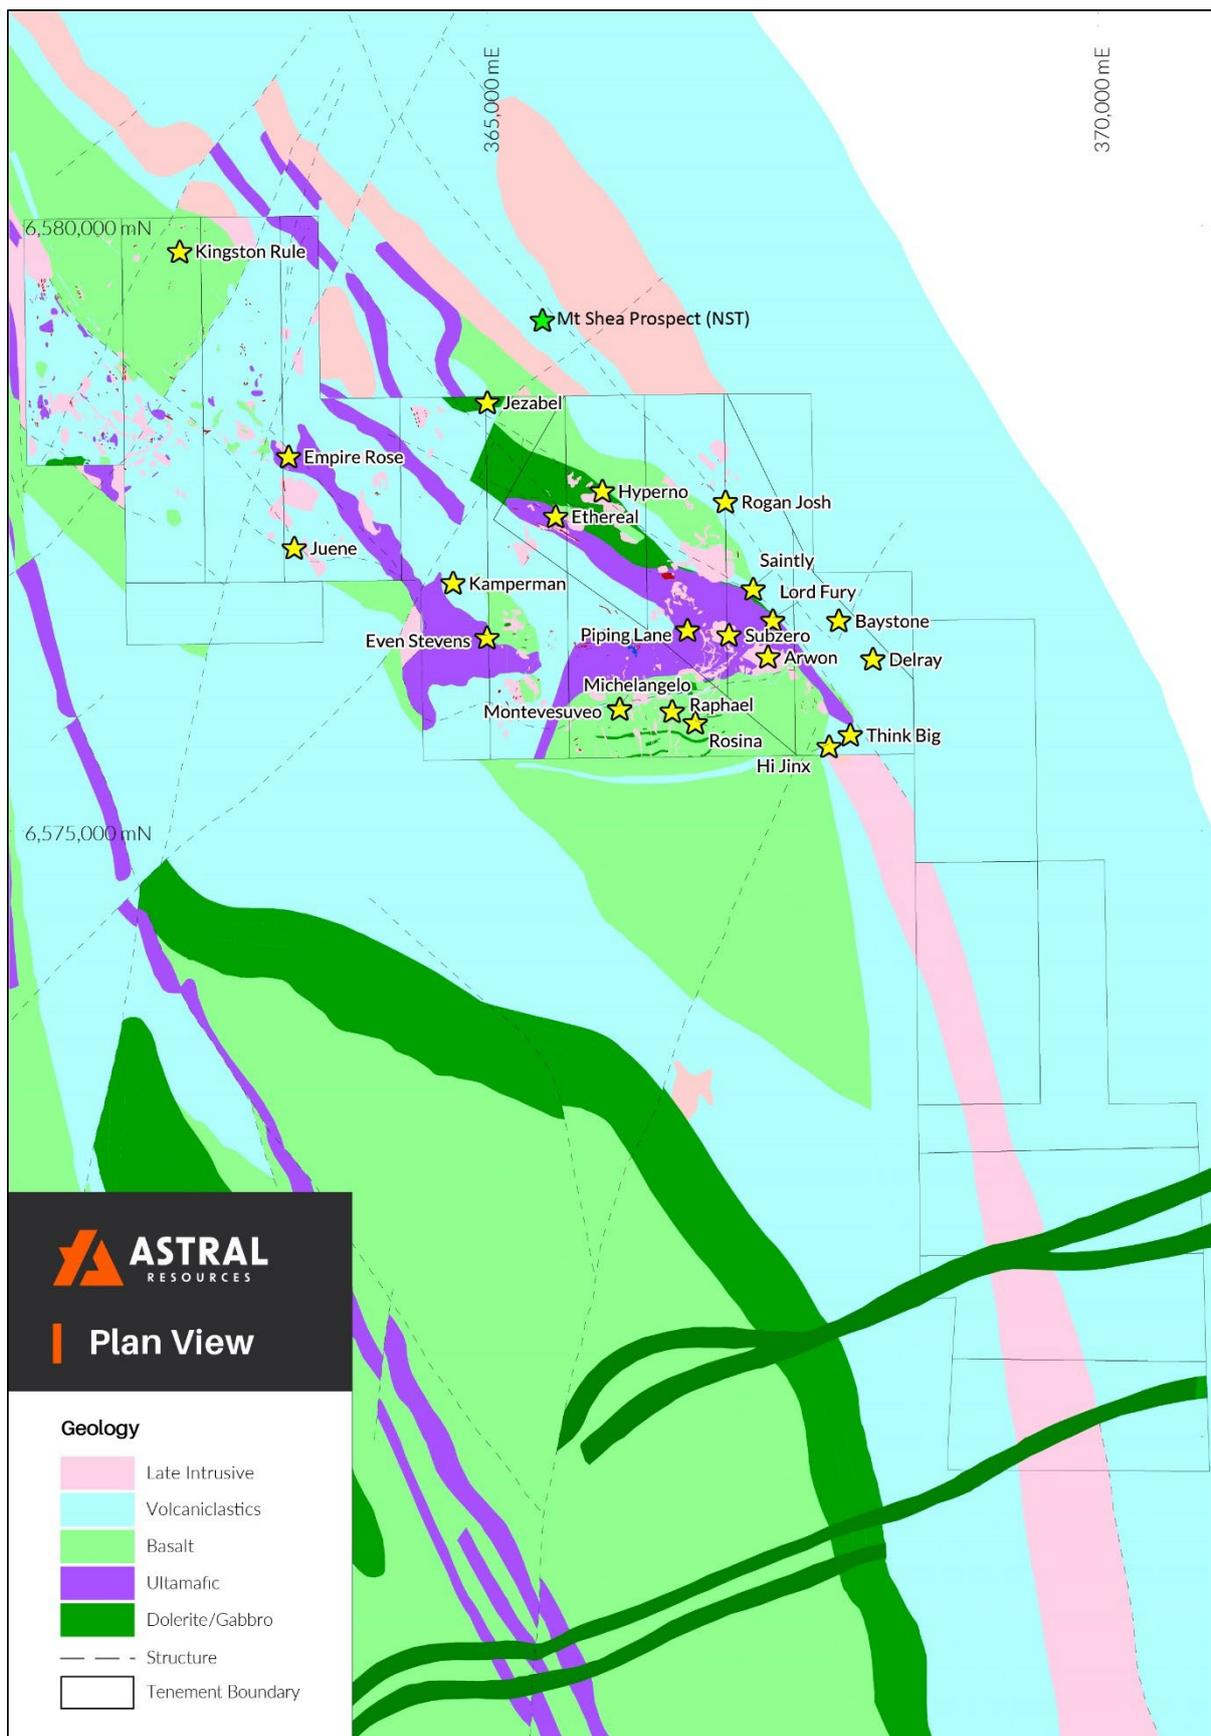 365,000 mE
370,000 mE
6,580,000 mN
Kingston Rule
Mt Shea Prospect (NST)
Jezabel
Empire Rose
Hyperno
Rogan Josh
Ethereal
Juene
Saintly
Kamperman
Lord Fury
Baystone
Piping Lane
Subzero
Even Stevens
Arwon
Delray
Michelangelo
Raphael
Montevesuveo
Rosina
Think Big
Hi Jinx
6,575,000 mN
ASTRAL
RESOURCES
Plan View
Geology
Late Intrusive
Volcaniclastics
Basalt
Ultamafic
Dolerite/Gabbro
Structure
Tenement Boundary